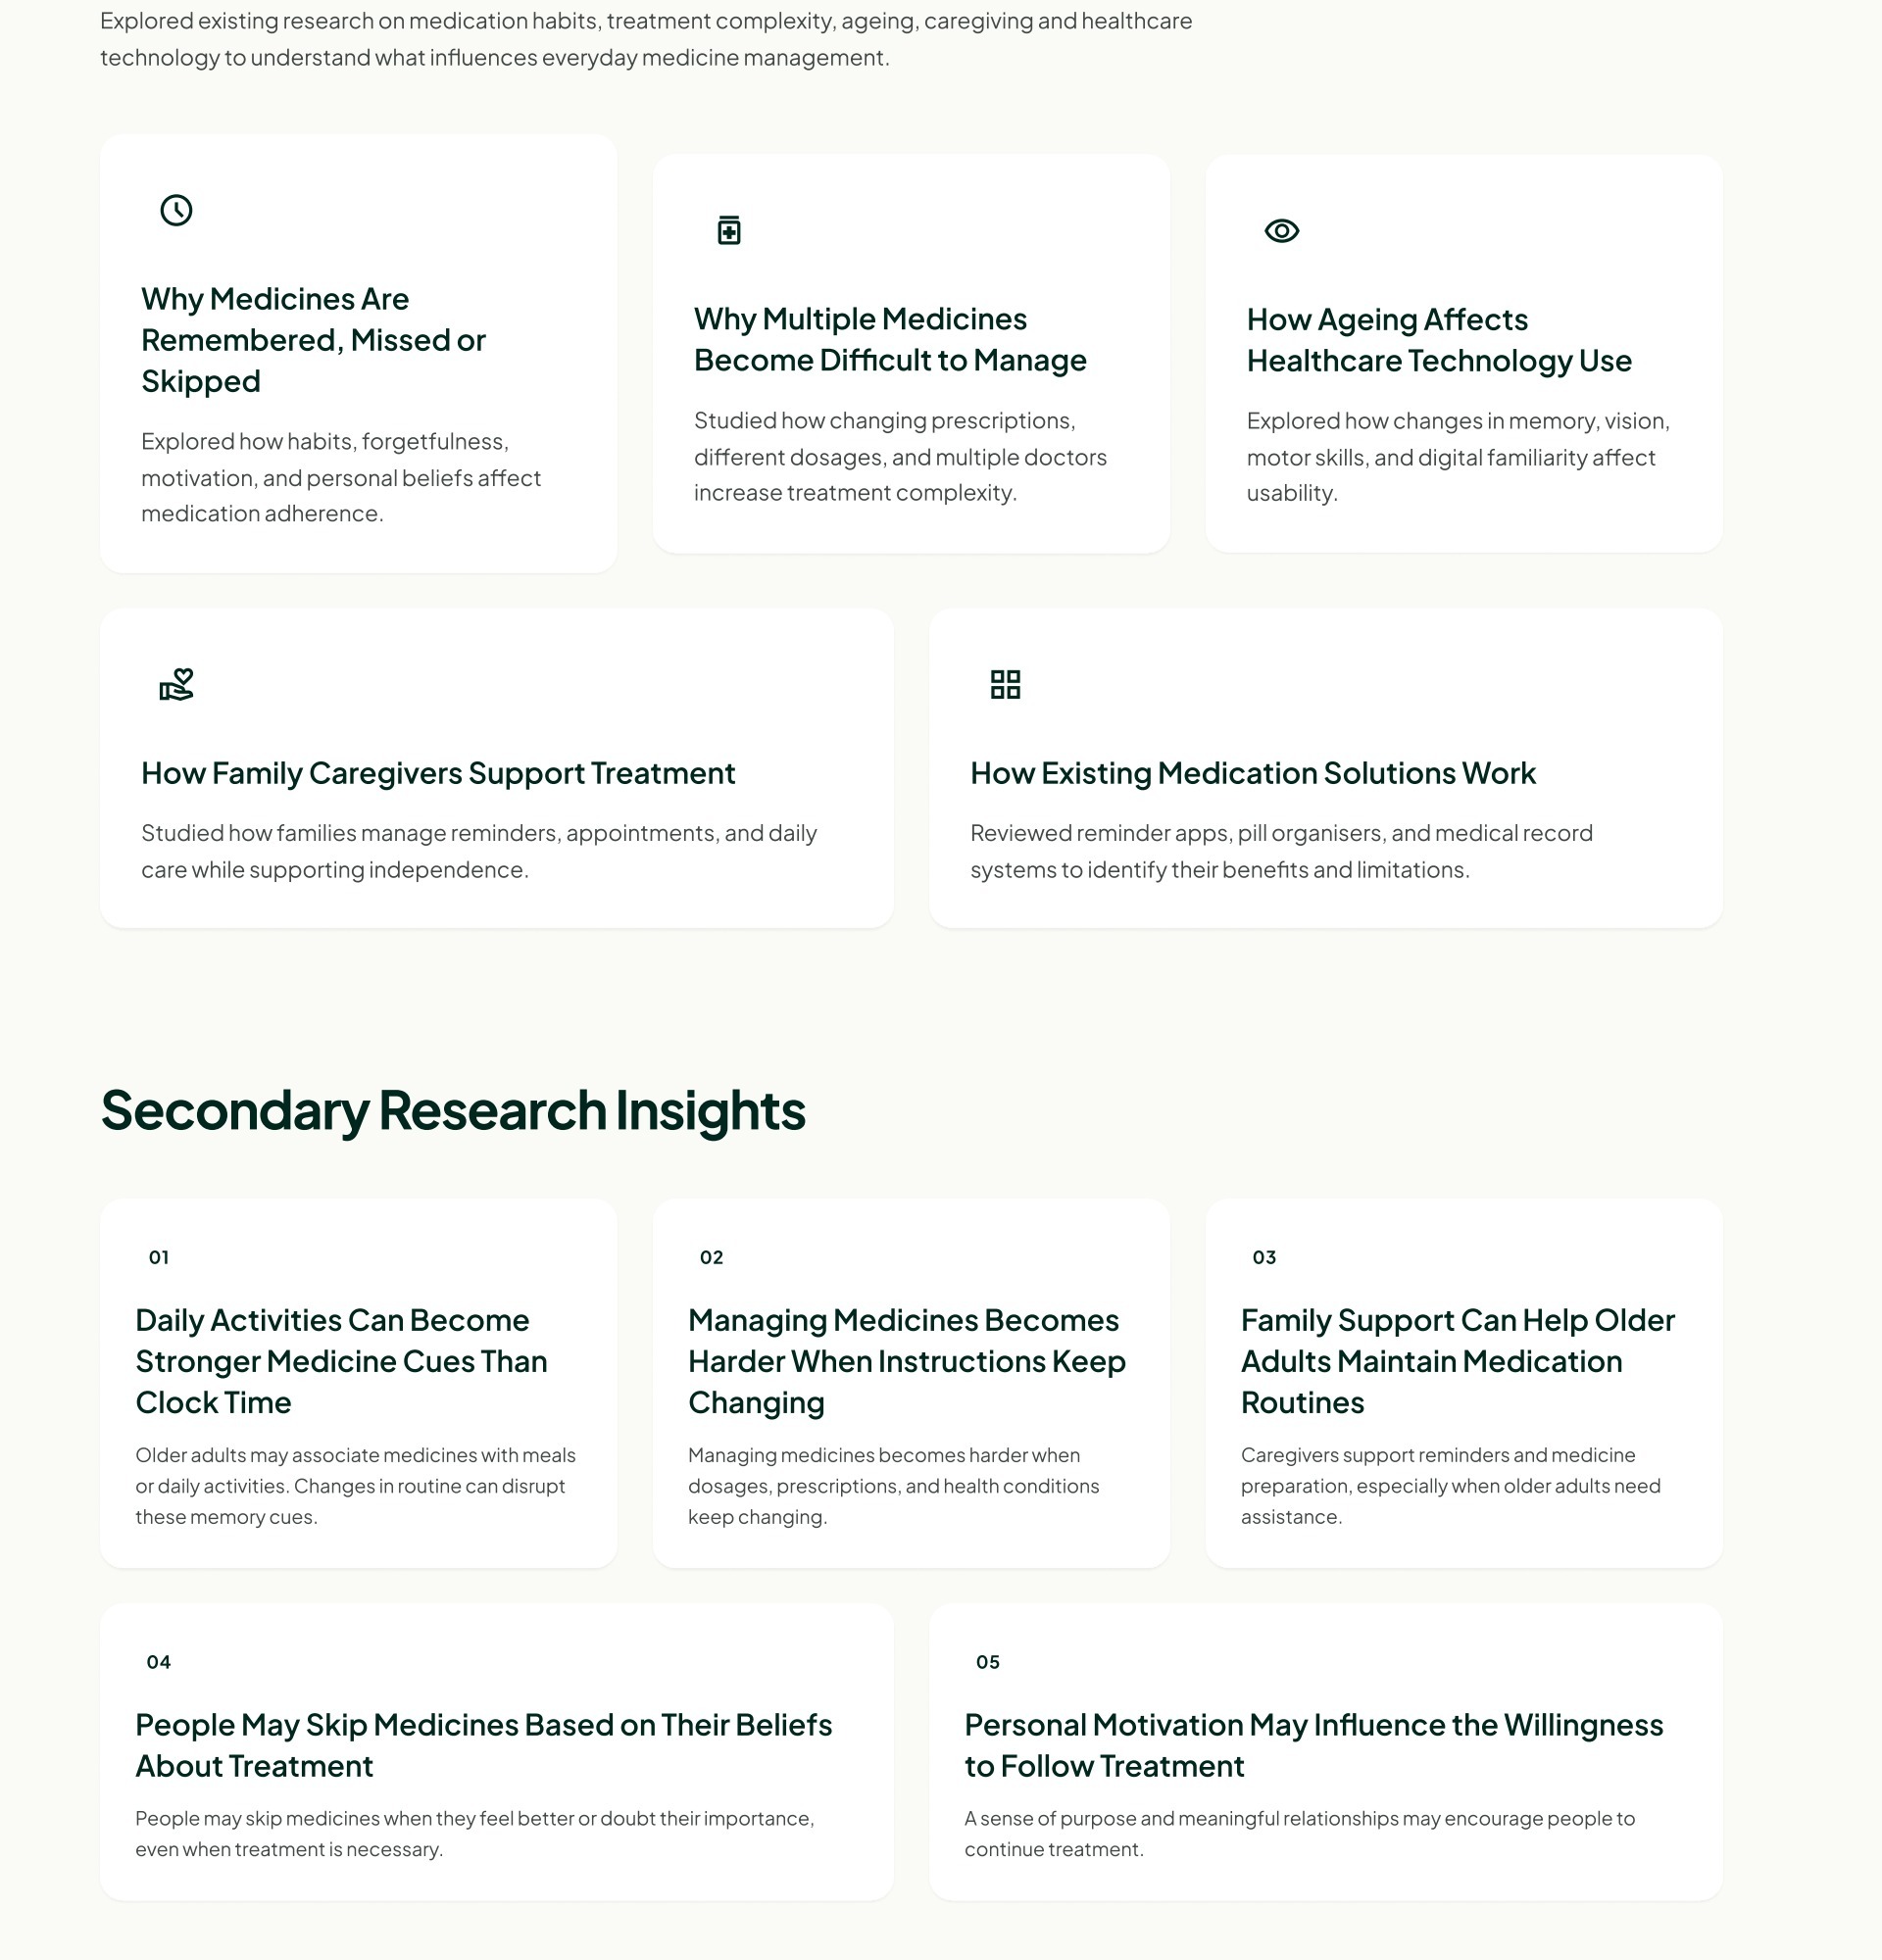 Explored existing research on medication habits, treatment complexity, ageing, caregiving and healthcare
technology to understand what influences everyday medicine management.
Why Medicines Are
Remembered, Missed or
Skipped
Explored how habits, forgetfulness,
motivation, and personal beliefs affect
medication adherence.
Why Multiple Medicines
Become Difficult to Manage
Studied how changing prescriptions,
different dosages, and multiple doctors
increase treatment complexity.
How Ageing Affects
Healthcare Technology Use
Explored how changes in memory, vision,
motor skills, and digital familiarity affect
usability.
How Family Caregivers Support Treatment
Studied how families manage reminders, appointments, and daily
care while supporting independence.
How Existing Medication Solutions Work
Reviewed reminder apps, pill organisers, and medical record
systems to identify their benefits and limitations.
Secondary Research Insights
01
Daily Activities Can Become
Stronger Medicine Cues Than
Clock Time
Older adults may associate medicines with meals
or daily activities. Changes in routine can disrupt
these memory cues.
02
Managing Medicines Becomes
Harder When Instructions Keep
Changing
Managing medicines becomes harder when
dosages, prescriptions, and health conditions
keep changing.
03
Family Support Can Help Older
Adults Maintain Medication
Routines
Caregivers support reminders and medicine
preparation, especially when older adults need
assistance.
04
People May Skip Medicines Based on Their Beliefs
About Treatment
People may skip medicines when they feel better or doubt their importance,
even when treatment is necessary.
05
Personal Motivation May Influence the Willingness
to Follow Treatment
A sense of purpose and meaningful relationships may encourage people to
continue treatment.